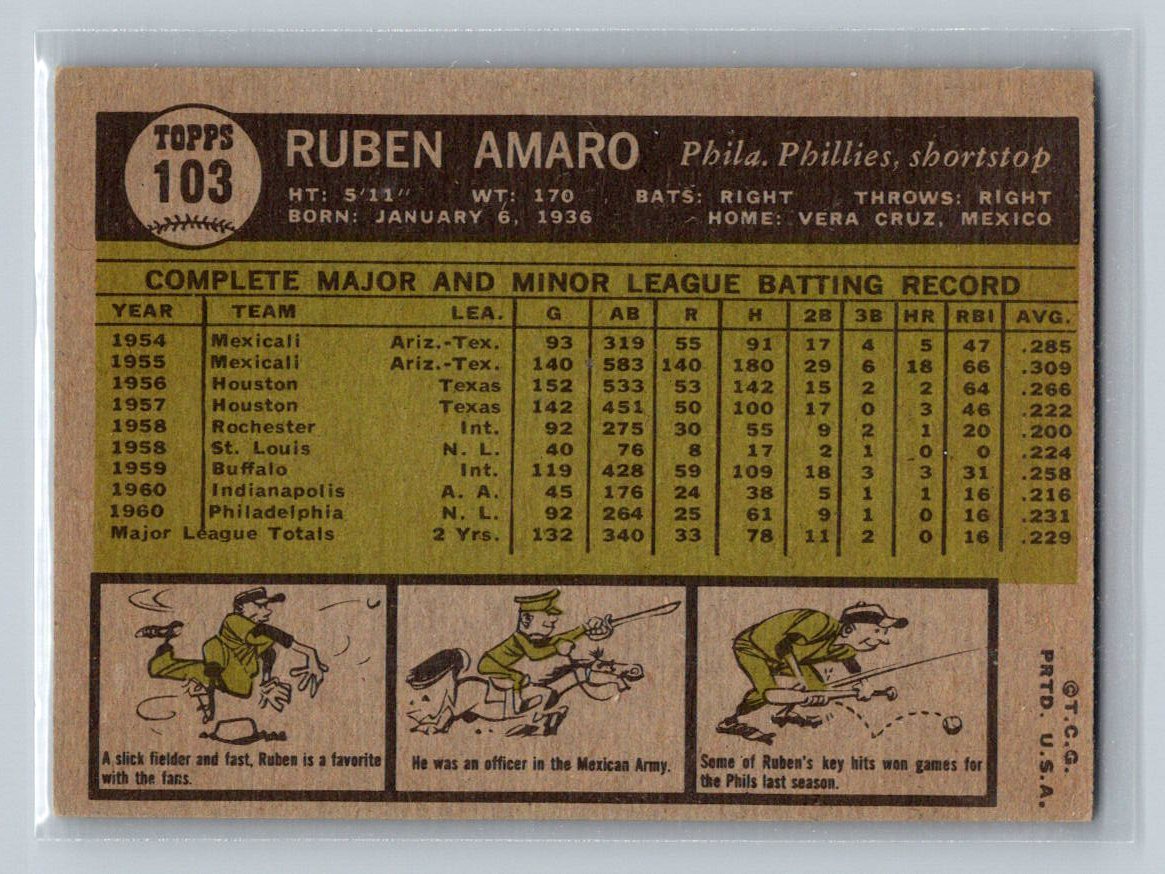 TOPPS
103
RUBEN AMARO Phila. Phillies, shortstop
HT: 5'11" WT: 170 BATS: RIGHT THROWS: RIGHT
BORN: JANUARY 6, 1936 HOME: VERA CRUZ, MEXICO
COMPLETE MAJOR AND MINOR LEAGUE BATTING RECORD
YEAR TEAM LEA. G AB R H 2B 3B HR RBI AVG.
1954 Mexicali Ariz.-Tex. 93 319 55 91 17 4 5 47 .285
1955 Mexicali Ariz.-Tex. 140 583 140 180 29 6 18 66 .309
1956 Houston Texas 152 533 53 142 15 2 2 64 .266
1957 Houston Texas 142 451 50 100 17 0 3 46 .222
1958 Rochester Int. 92 275 30 55 9 2 1 20 .200
1958 St. Louis N. L. 40 76 8 17 2 1 0 0 .224
1959 Buffalo Int. 119 428 59 109 18 3 3 31 .258
1960 Indianapolis A. A. 45 176 24 38 5 1 1 16 .216
1960 Philadelphia N. L. 92 264 25 61 9 1 0 16 .231
Major League Totals 2 Yrs. 132 340 33 78 11 2 0 16 .229
A slick fielder and fast, Ruben is a favorite
with the fans.
He was an officer in the Mexican Army.
Some of Ruben's key hits won games for
the Phils last season.
©T.C.G.
PRTD. U.S.A.